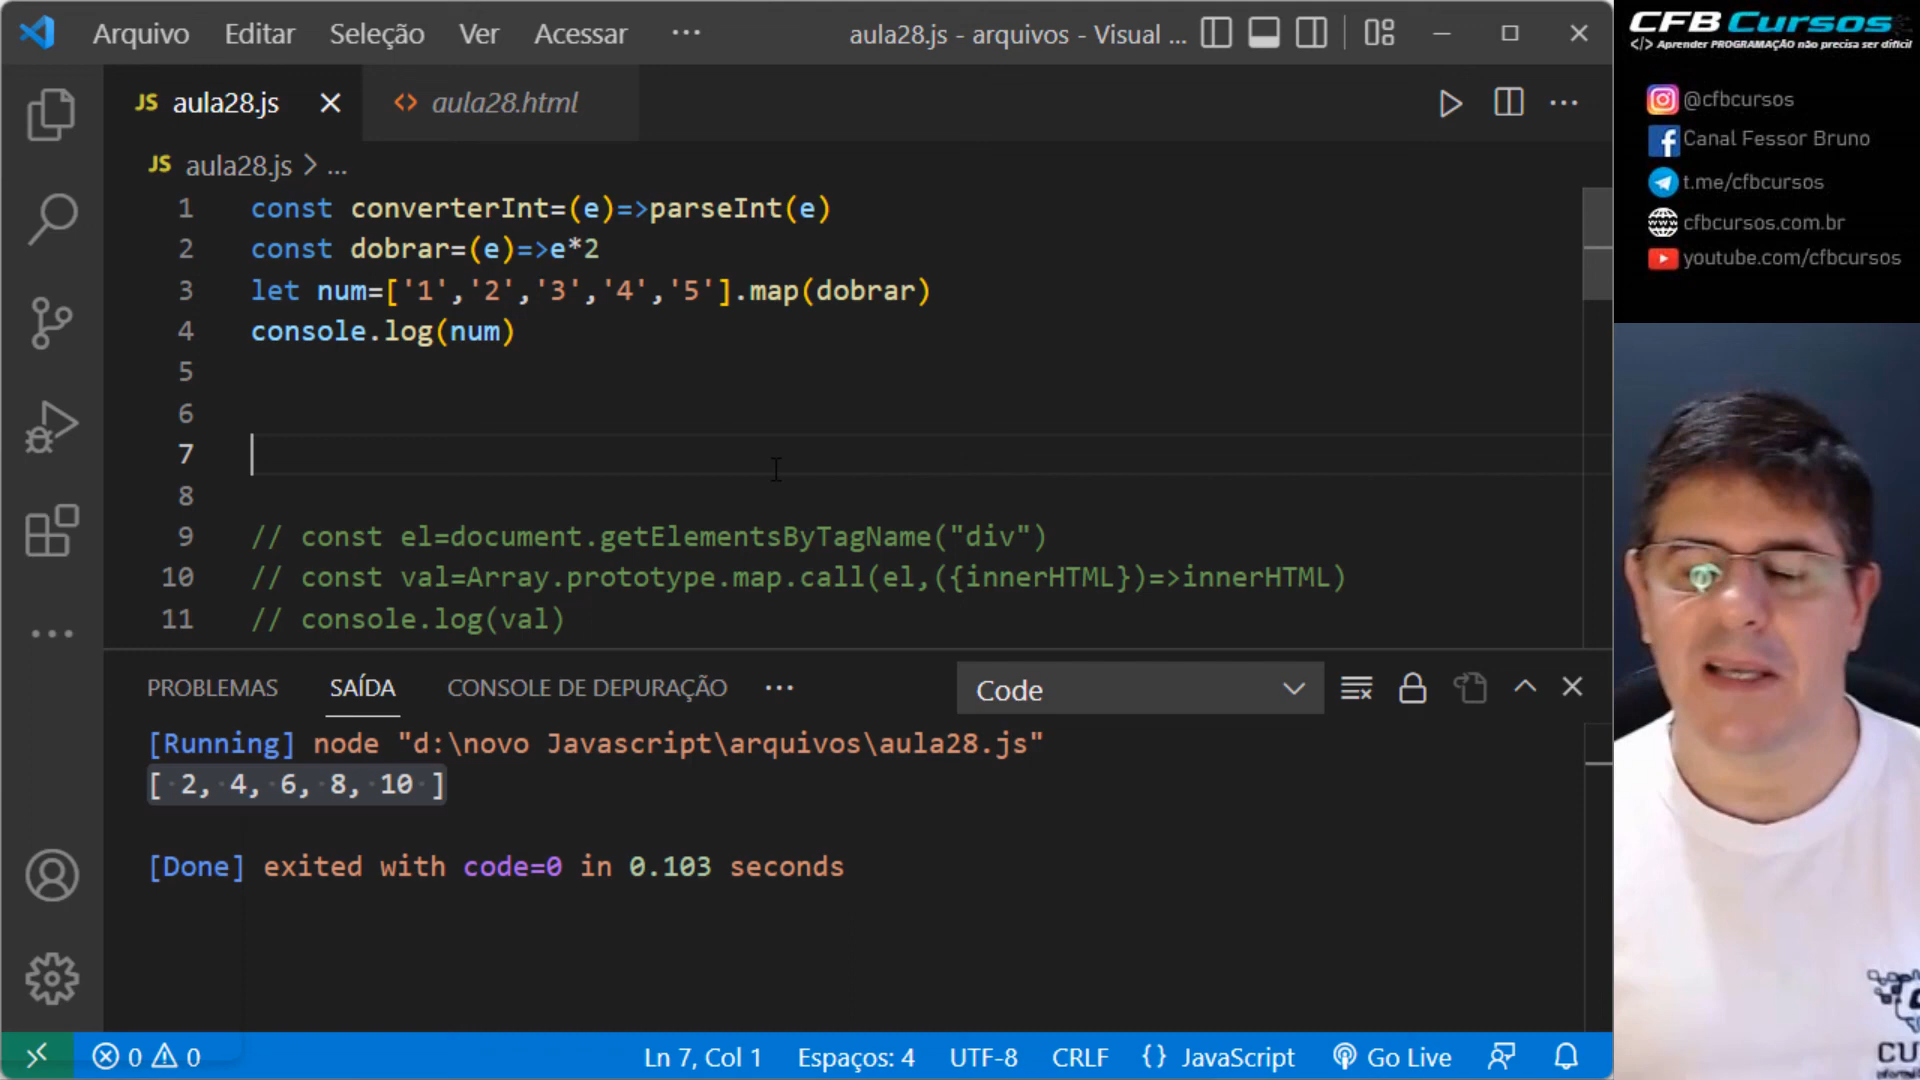 Arquivo Editar Seleção Ver Acessar ··· aula28.js - arquivos - Visual ...
JS aula28.js <> aula28.html
JS aula28.js > ...
1 const converterInt=(e)=>parseInt(e)
2 const dobrar=(e)=>e*2
3 let num=['1','2','3','4','5'].map(dobrar)
4 console.log(num)
5
6
7
8
9 // const el=document.getElementsByTagName("div")
10 // const val=Array.prototype.map.call(el,({innerHTML})=>innerHTML)
11 // console.log(val)
PROBLEMAS SAÍDA CONSOLE DE DEPURAÇÃO ··· Code
[Running] node "d:\novo Javascript\arquivos\aula28.js"
[ 2, 4, 6, 8, 10 ]
[Done] exited with code=0 in 0.103 seconds
0 0 Ln 7, Col 1 Espaços: 4 UTF-8 CRLF {} JavaScript Go Live
CFB Cursos
</> Aprender PROGRAMAÇÃO não precisa ser difícil
@cfbcursos
Canal Fessor Bruno
t.me/cfbcursos
cfbcursos.com.br
youtube.com/cfbcursos